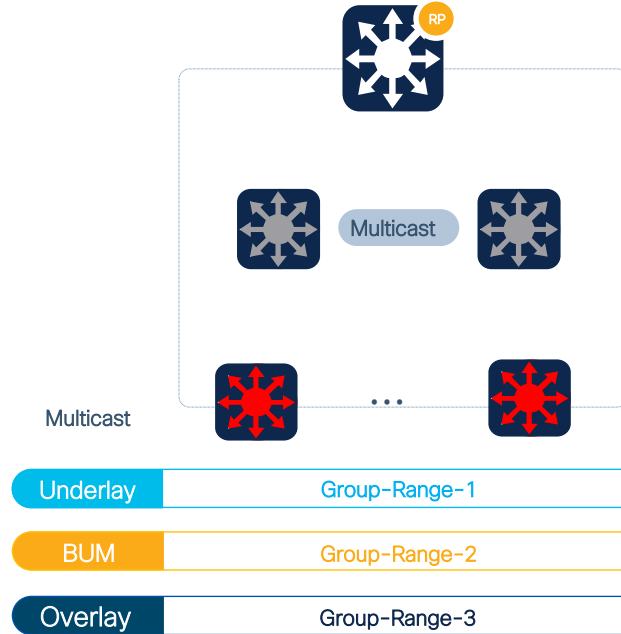 RP
Multicast
...
Multicast
Underlay Group-Range-1
BUM Group-Range-2
Overlay Group-Range-3